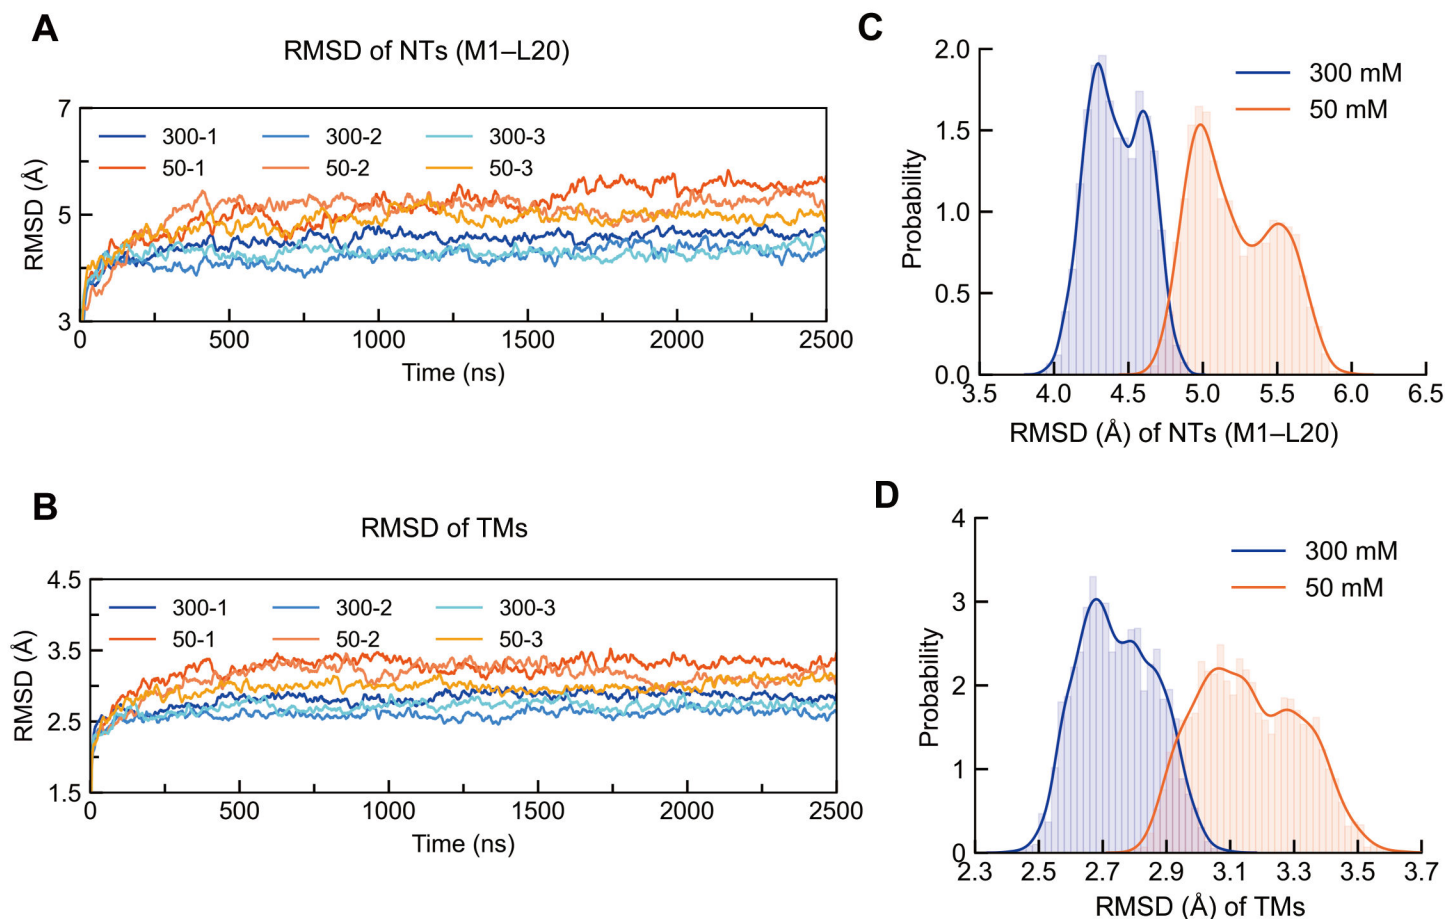 A
RMSD of NTs (M1–L20)
RMSD (Å)
7
5
3
300-1 300-2 300-3
50-1 50-2 50-3
0 500 1000 1500 2000 2500
Time (ns)
B
RMSD of TMs
RMSD (Å)
4.5
3.5
2.5
1.5
300-1 300-2 300-3
50-1 50-2 50-3
0 500 1000 1500 2000 2500
Time (ns)
C
Probability
2.0
1.5
1.0
0.5
0.0
300 mM
50 mM
3.5 4.0 4.5 5.0 5.5 6.0 6.5
RMSD (Å) of NTs (M1–L20)
D
Probability
4
3
2
1
0
300 mM
50 mM
2.3 2.5 2.7 2.9 3.1 3.3 3.5 3.7
RMSD (Å) of TMs